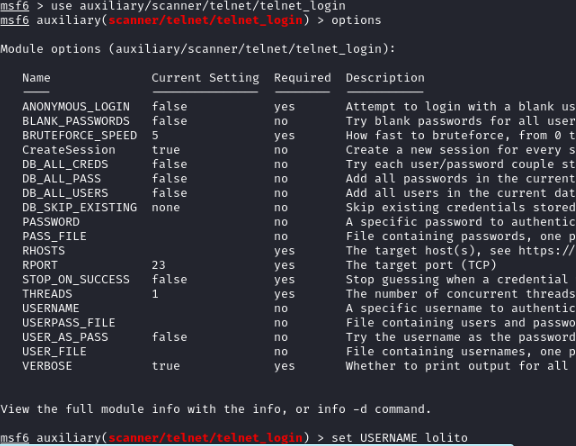 msf6 > use auxiliary/scanner/telnet/telnet_login
msf6 auxiliary(scanner/telnet/telnet_login) > options
Module options (auxiliary/scanner/telnet/telnet_login):
Name Current Setting Required Description
ANONYMOUS_LOGIN false yes Attempt to login with a blank us
BLANK_PASSWORDS false no Try blank passwords for all user
BRUTEFORCE_SPEED 5 yes How fast to bruteforce, from 0 t
CreateSession true no Create a new session for every s
DB_ALL_CREDS false no Try each user/password couple st
DB_ALL_PASS false no Add all passwords in the current
DB_ALL_USERS false no Add all users in the current dat
DB_SKIP_EXISTING none no Skip existing credentials stored
PASSWORD no A specific password to authentic
PASS_FILE no File containing passwords, one p
RHOSTS yes The target host(s), see https:/
RPORT 23 yes The target port (TCP)
STOP_ON_SUCCESS false yes Stop guessing when a credential
THREADS 1 yes The number of concurrent threads
USERNAME no A specific username to authentic
USERPASS_FILE no File containing users and passwo
USER_AS_PASS false no Try the username as the password
USER_FILE no File containing usernames, one p
VERBOSE true yes Whether to print output for all
View the full module info with the info, or info -d command.
msf6 auxiliary(scanner/telnet/telnet_login) > set USERNAME lolito